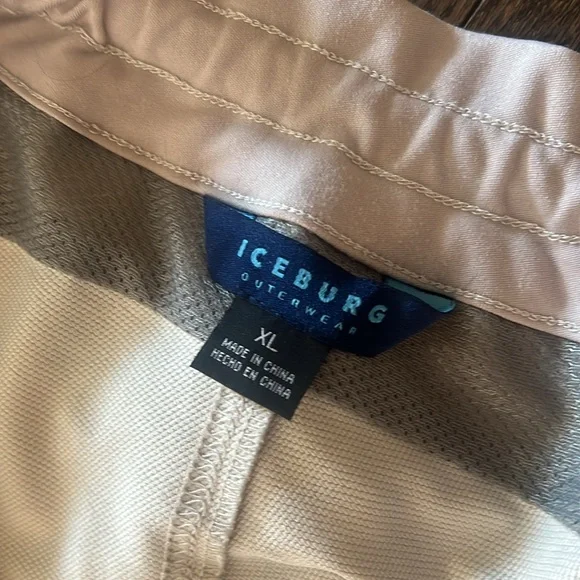 ICEBURG
OUTERWEAR
XL
MADE IN CHINA
HECHO EN CHINA